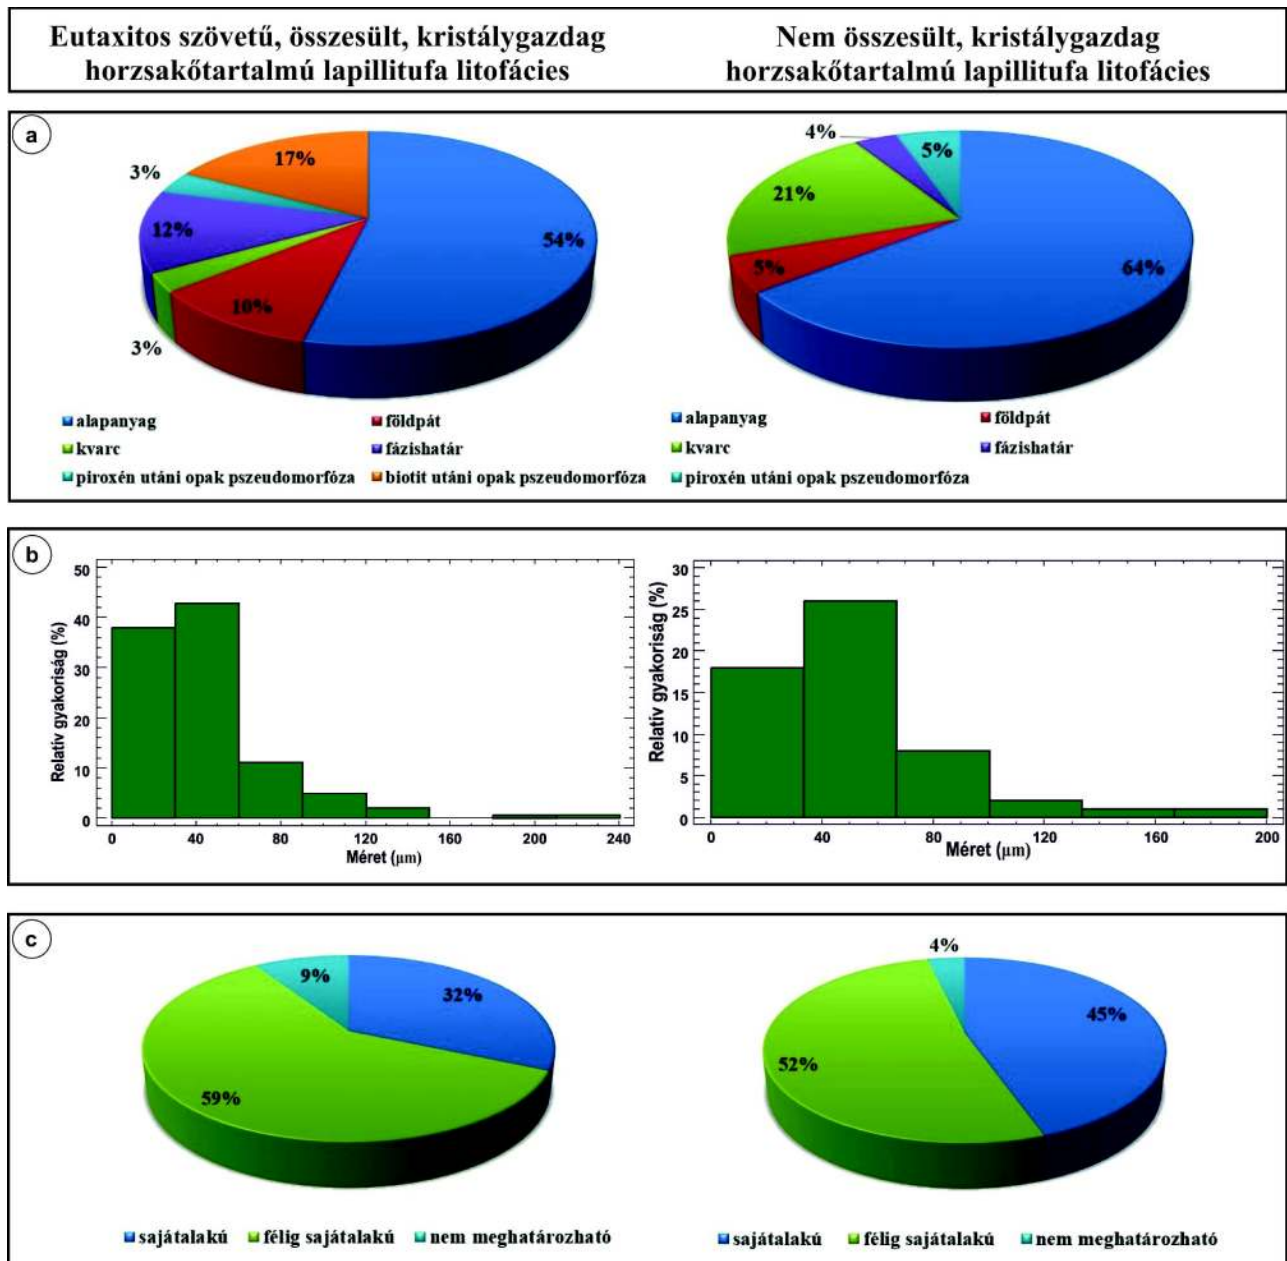 Eutaxitos szövetű, összesült, kristálygazdag
horzsakőtartalmú lapillitufa litofácies
Nem összesült, kristálygazdag
horzsakőtartalmú lapillitufa litofácies
a
17%
3%
12%
54%
10%
3%
alapanyag
földpát
kvarc
fázishatár
piroxén utáni opak pszeudomorfóza
biotit utáni opak pszeudomorfóza
4%
5%
21%
5%
64%
alapanyag
földpát
kvarc
fázishatár
piroxén utáni opak pszeudomorfóza
b
Relatív gyakoriság (%)
50
40
30
20
10
0
0 40 80 120 160 200 240
Méret (µm)
Relatív gyakoriság (%)
30
25
20
15
10
5
0
0 40 80 120 160 200
Méret (µm)
c
9%
32%
59%
sajátalakú félig sajátalakú nem meghatározható
4%
45%
52%
sajátalakú félig sajátalakú nem meghatározható